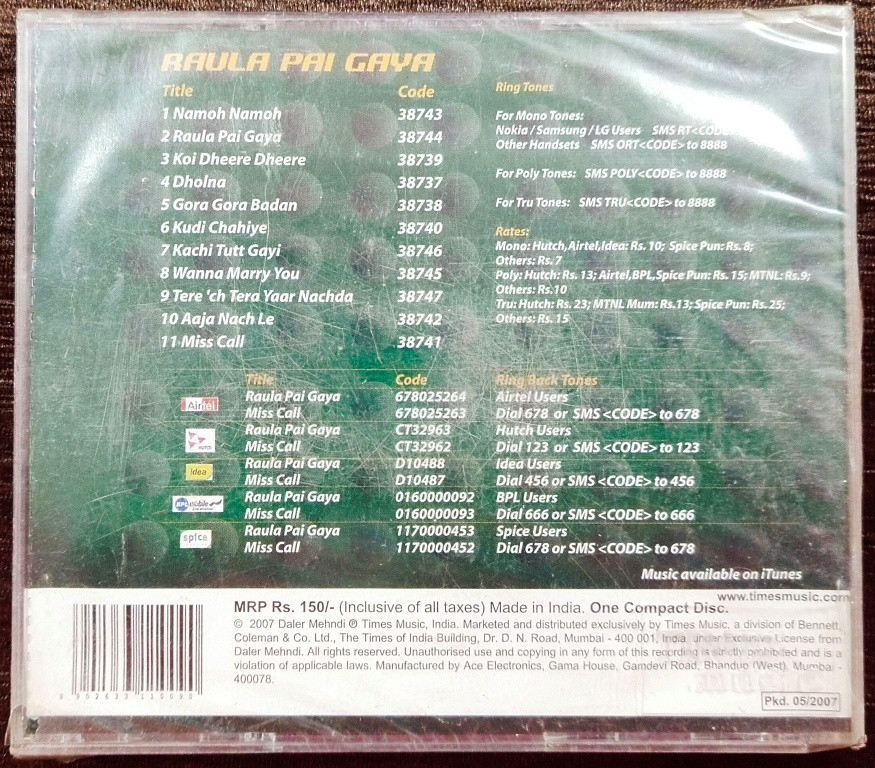 RAULA PAI GAYA
Title Code
1 Namoh Namoh 38743
2 Raula Pai Gaya 38744
3 Koi Dheere Dheere 38739
4 Dholna 38737
5 Gora Gora Badan 38738
6 Kudi Chahiye 38740
7 Kachi Tutt Gayi 38746
8 Wanna Marry You 38745
9 Tere 'ch Tera Yaar Nachda 38747
10 Aaja Nach Le 38742
11 Miss Call 38741
Ring Tones
For Mono Tones:
Nokia / Samsung / LG Users SMS RT<CODE>
Other Handsets SMS ORT<CODE> to 8888
For Poly Tones: SMS POLY<CODE> to 8888
For Tru Tones: SMS TRU<CODE> to 8888
Rates:
Mono: Hutch,Airtel,Idea: Rs. 10; Spice Pun: Rs. 8;
Others: Rs. 7
Poly: Hutch: Rs. 13; Airtel,BPL,Spice Pun: Rs. 15; MTNL: Rs.9;
Others: Rs.10
Tru: Hutch: Rs. 23; MTNL Mum: Rs.13; Spice Pun: Rs. 25;
Others: Rs. 15
Title Code Ring Back Tones
Airtel Raula Pai Gaya 678025264 Airtel Users
Miss Call 678025263 Dial 678 or SMS <CODE> to 678
Hutch Raula Pai Gaya CT32963 Hutch Users
Miss Call CT32962 Dial 123 or SMS <CODE> to 123
Idea Raula Pai Gaya D10488 Idea Users
Miss Call D10487 Dial 456 or SMS <CODE> to 456
BPL mobile Raula Pai Gaya 0160000092 BPL Users
Miss Call 0160000093 Dial 666 or SMS <CODE> to 666
spice Raula Pai Gaya 1170000453 Spice Users
Miss Call 1170000452 Dial 678 or SMS <CODE> to 678
Music available on iTunes
www.timesmusic.com
MRP Rs. 150/- (Inclusive of all taxes) Made in India. One Compact Disc.
© 2007 Daler Mehndi ℗ Times Music, India. Marketed and distributed exclusively by Times Music, a division of Bennett,
Coleman & Co. Ltd., The Times of India Building, Dr. D. N. Road, Mumbai - 400 001, India under Exclusive License from
Daler Mehndi. All rights reserved. Unauthorised use and copying in any form of this recording is strictly prohibited and is a
violation of applicable laws. Manufactured by Ace Electronics, Gama House, Gamdevi Road, Bhandup (West), Mumbai -
400078.
Pkd. 05/2007